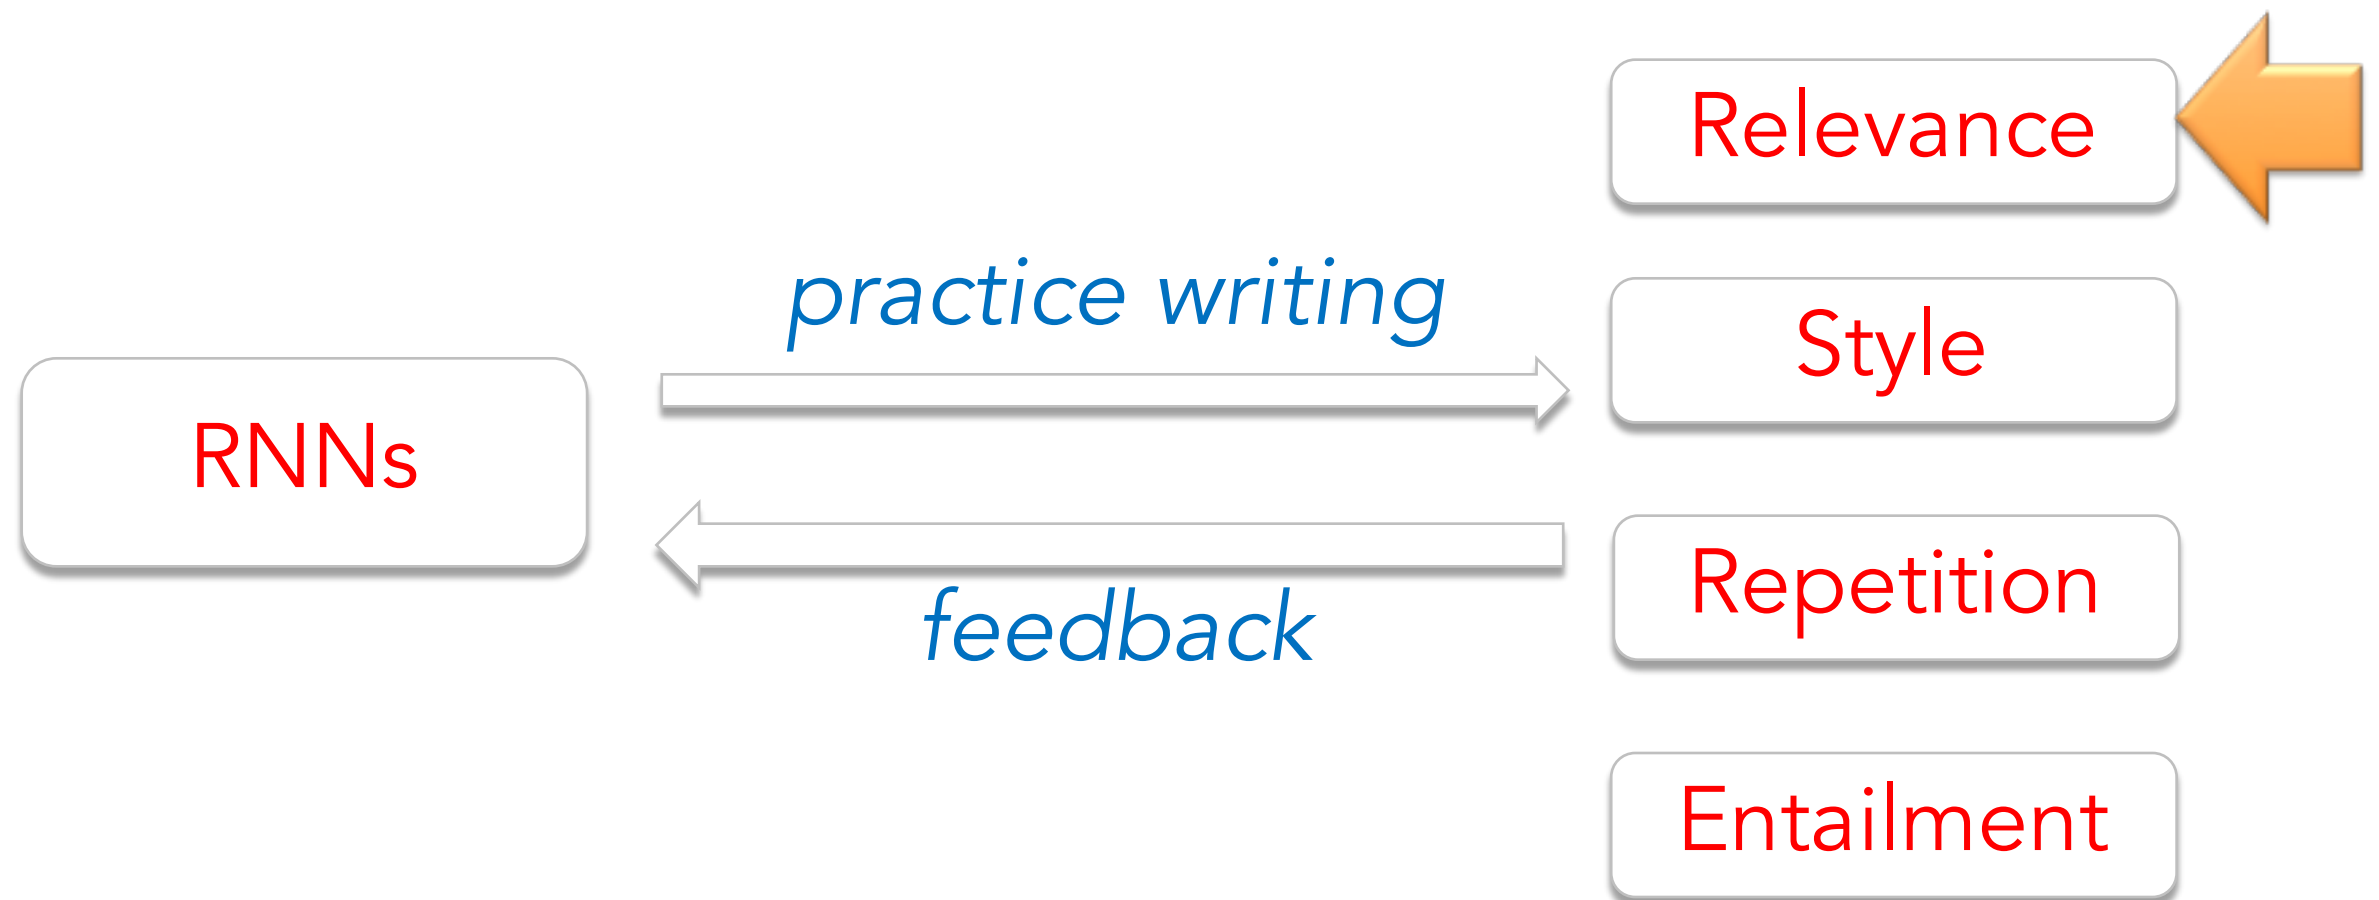 RNNs
practice writing
feedback
Relevance
Style
Repetition
Entailment